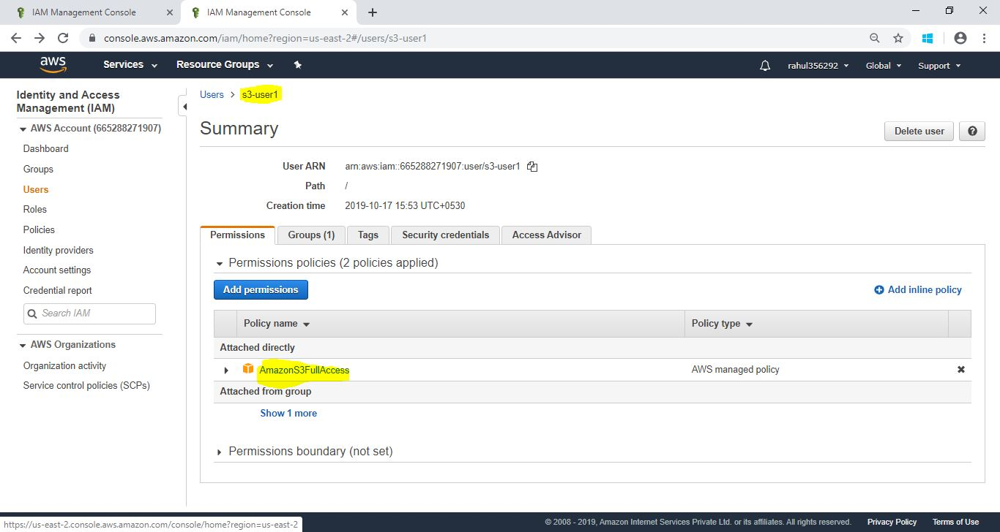 IAM Management Console
IAM Management Console
console.aws.amazon.com/iam/home?region=us-east-2#/users/s3-user1
aws Services Resource Groups rahul356292 Global Support
Identity and Access
Management (IAM)
AWS Account (665288271907)
Dashboard
Groups
Users
Roles
Policies
Identity providers
Account settings
Credential report
Search IAM
AWS Organizations
Organization activity
Service control policies (SCPs)
Users > s3-user1
Summary
Delete user ?
User ARN arn:aws:iam::665288271907:user/s3-user1
Path /
Creation time 2019-10-17 15:53 UTC+0530
Permissions Groups (1) Tags Security credentials Access Advisor
Permissions policies (2 policies applied)
Add permissions Add inline policy
Policy name Policy type
Attached directly
AmazonS3FullAccess AWS managed policy
Attached from group
Show 1 more
Permissions boundary (not set)
https://us-east-2.console.aws.amazon.com/console/home?region=us-east-2
© 2008 - 2019, Amazon Internet Services Private Ltd. or its affiliates. All rights reserved. Privacy Policy Terms of Use